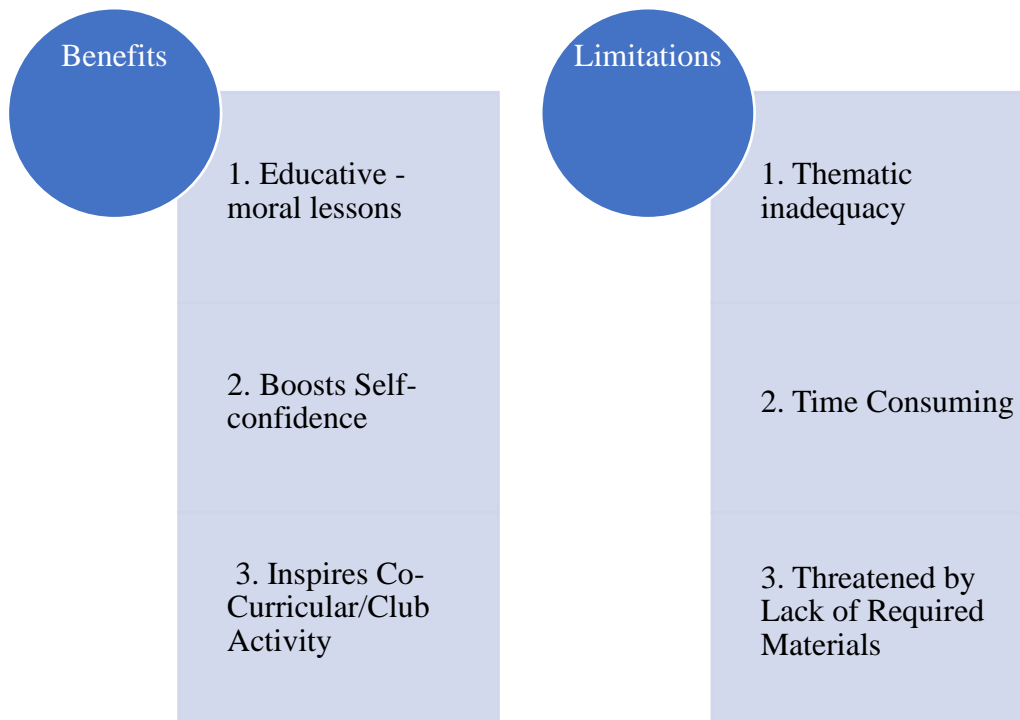 Benefits
1. Educative -
moral lessons
2. Boosts Self-
confidence
3. Inspires Co-
Curricular/Club
Activity
Limitations
1. Thematic
inadequacy
2. Time Consuming
3. Threatened by
Lack of Required
Materials